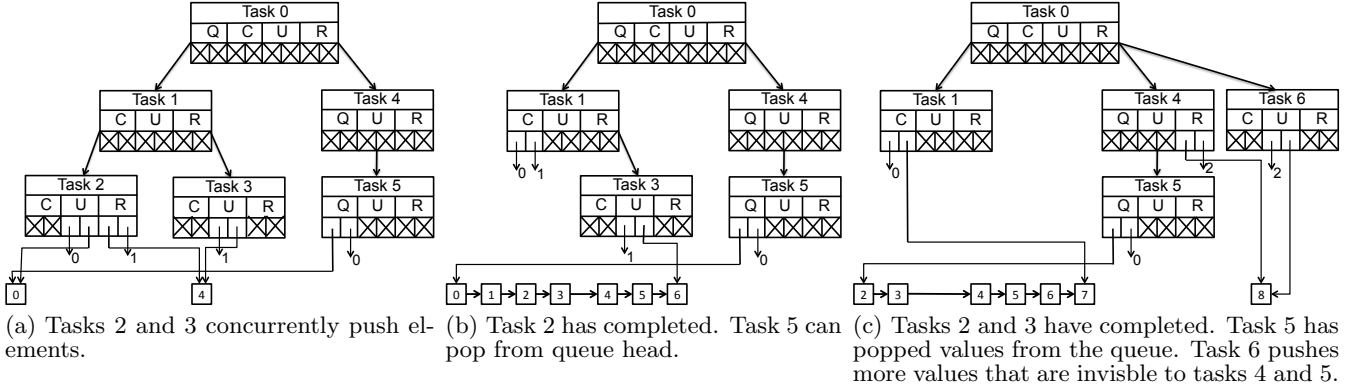 Task 0
Q C U R
Task 1
C U R
Task 4
Q U R
Task 2
C U R
Task 3
C U R
Task 5
Q U R
0
1
1
0
0
4
(a) Tasks 2 and 3 concurrently push el-
ements.
Task 0
Q C U R
Task 1
C U R
Task 4
Q U R
0 1
Task 3
C U R
Task 5
Q U R
1
0
0 1 2 3 4 5 6
(b) Task 2 has completed. Task 5 can
pop from queue head.
Task 0
Q C U R
Task 1
C U R
Task 4
Q U R
Task 6
C U R
0
2
2
Task 5
Q U R
0
2 3 4 5 6 7
8
(c) Tasks 2 and 3 have completed. Task 5 has
popped values from the queue. Task 6 pushes
more values that are invisble to tasks 4 and 5.